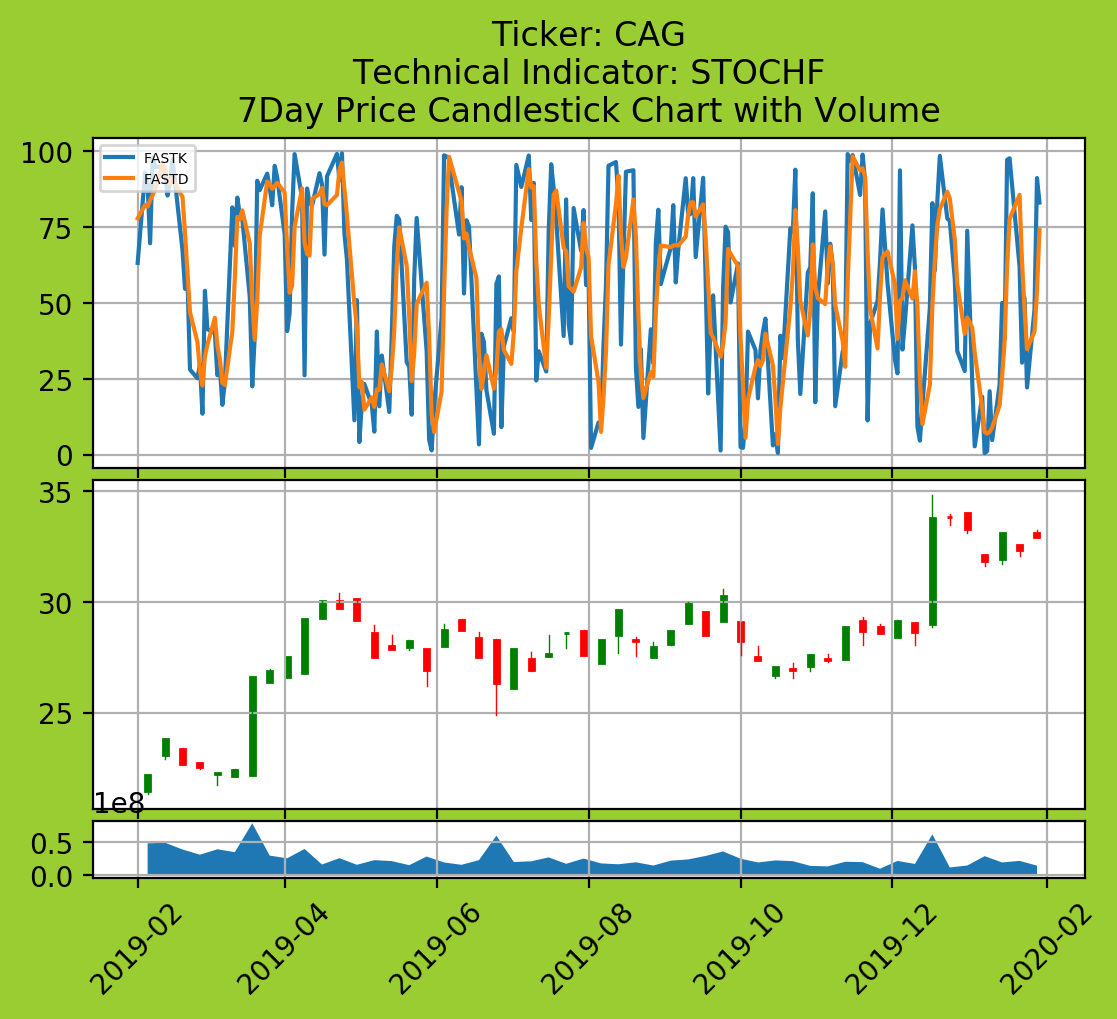 Ticker: CAG
Technical Indicator: STOCHF
7Day Price Candlestick Chart with Volume
100
FASTK
FASTD
75
50
25
0
35
30
25
1e8
0.5
0.0
2019-02
2019-04
2019-06
2019-08
2019-10
2019-12
2020-02